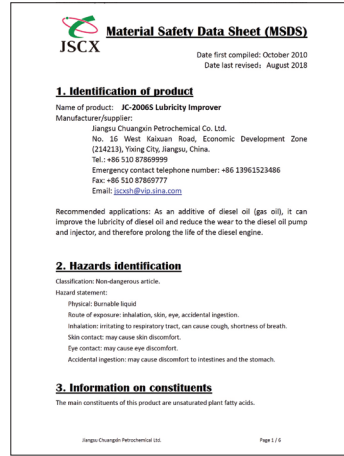 JSCX
Material Safety Data Sheet (MSDS)
Date first compiled: October 2010
Date last revised: August 2018
1. Identification of product
Name of product: JC-2006S Lubricity Improver
Manufacturer/supplier:
Jiangsu Chuangxin Petrochemical Co. Ltd.
No. 16 West Kaixuan Road, Economic Development Zone
(214213), Yixing City, Jiangsu, China.
Tel.: +86 510 87869999
Emergency contact telephone number: +86 13961523486
Fax: +86 510 87869777
Email: jscxsh@vip.sina.com
Recommended applications: As an additive of diesel oil (gas oil), it can
improve the lubricity of diesel oil and reduce the wear to the diesel oil pump
and injector, and therefore prolong the life of the diesel engine.
2. Hazards identification
Classification: Non-dangerous article.
Hazard statement:
Physical: Burnable liquid
Route of exposure: inhalation, skin, eye, accidental ingestion.
Inhalation: irritating to respiratory tract, can cause cough, shortness of breath.
Skin contact: may cause skin discomfort.
Eye contact: may cause eye discomfort.
Accidental ingestion: may cause discomfort to intestines and the stomach.
3. Information on constituents
The main constituents of this product are unsaturated plant fatty acids.
Jiangsu Chuangxin Petrochemical Ltd.
Page 1 / 6